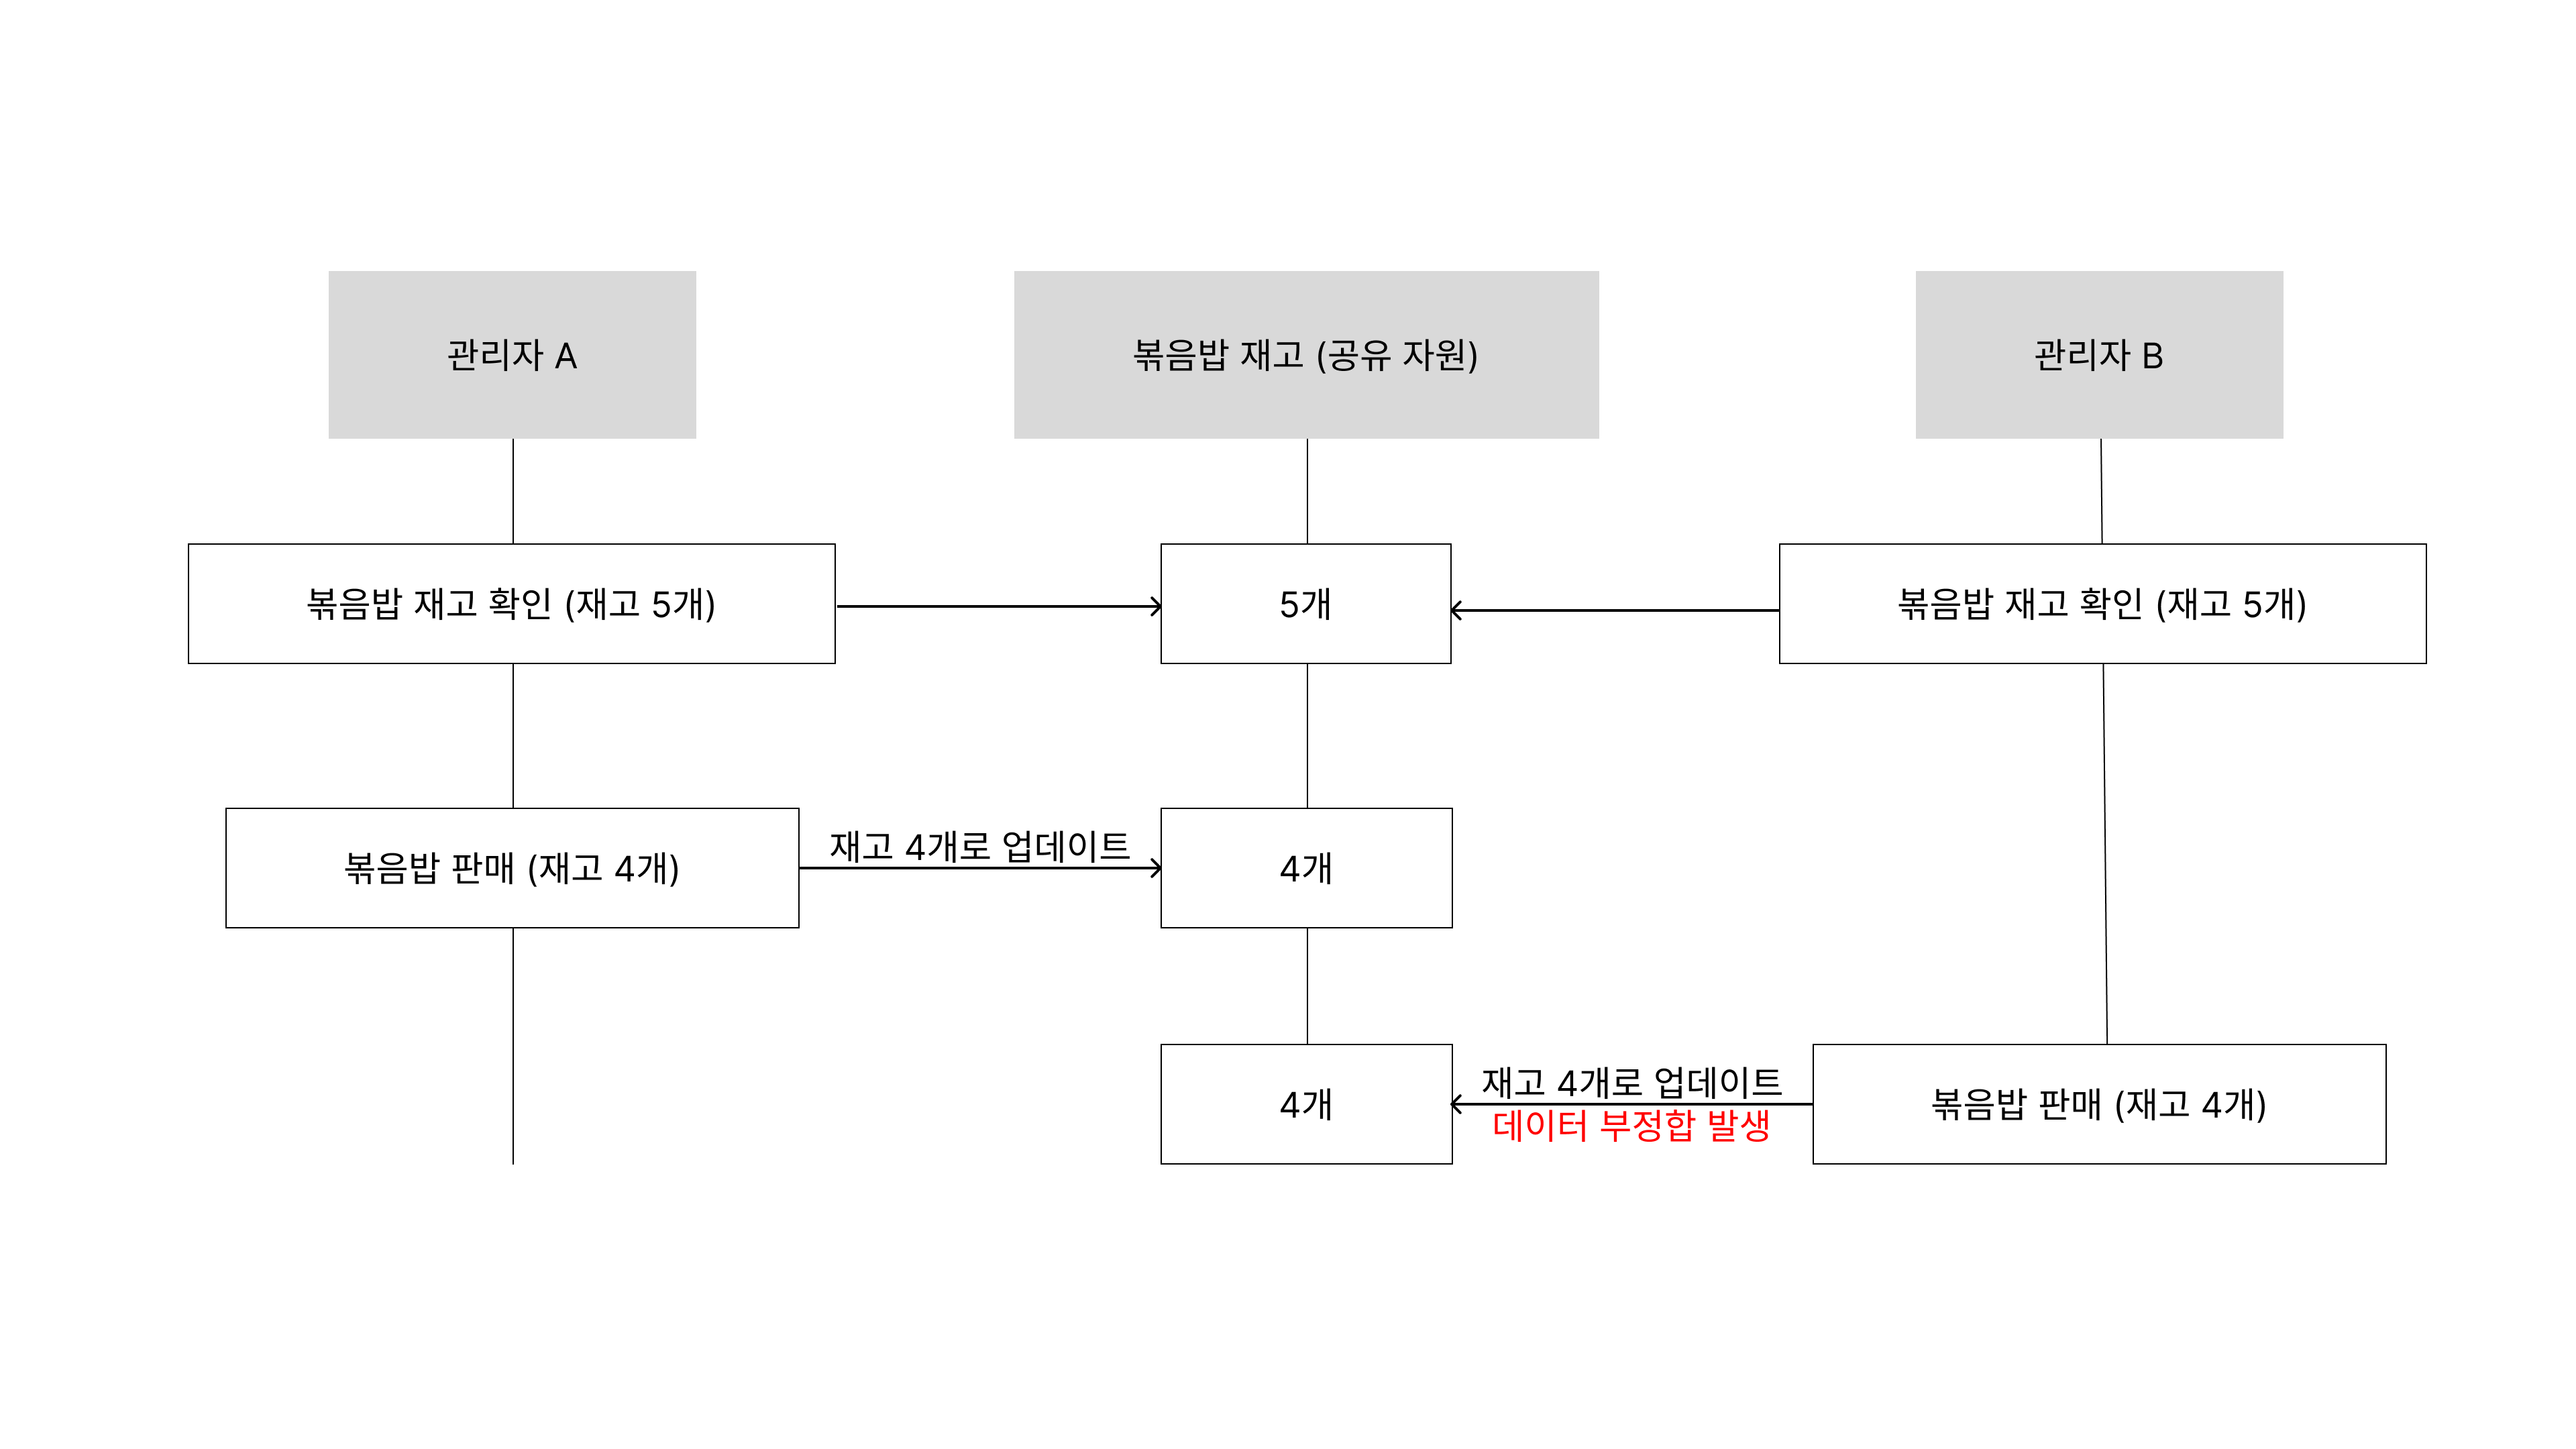 관리자 A
볶음밥 재고 (공유 자원)
관리자 B
볶음밥 재고 확인 (재고 5개)
5개
볶음밥 재고 확인 (재고 5개)
볶음밥 판매 (재고 4개)
재고 4개로 업데이트
4개
4개
재고 4개로 업데이트
데이터 부정합 발생
볶음밥 판매 (재고 4개)